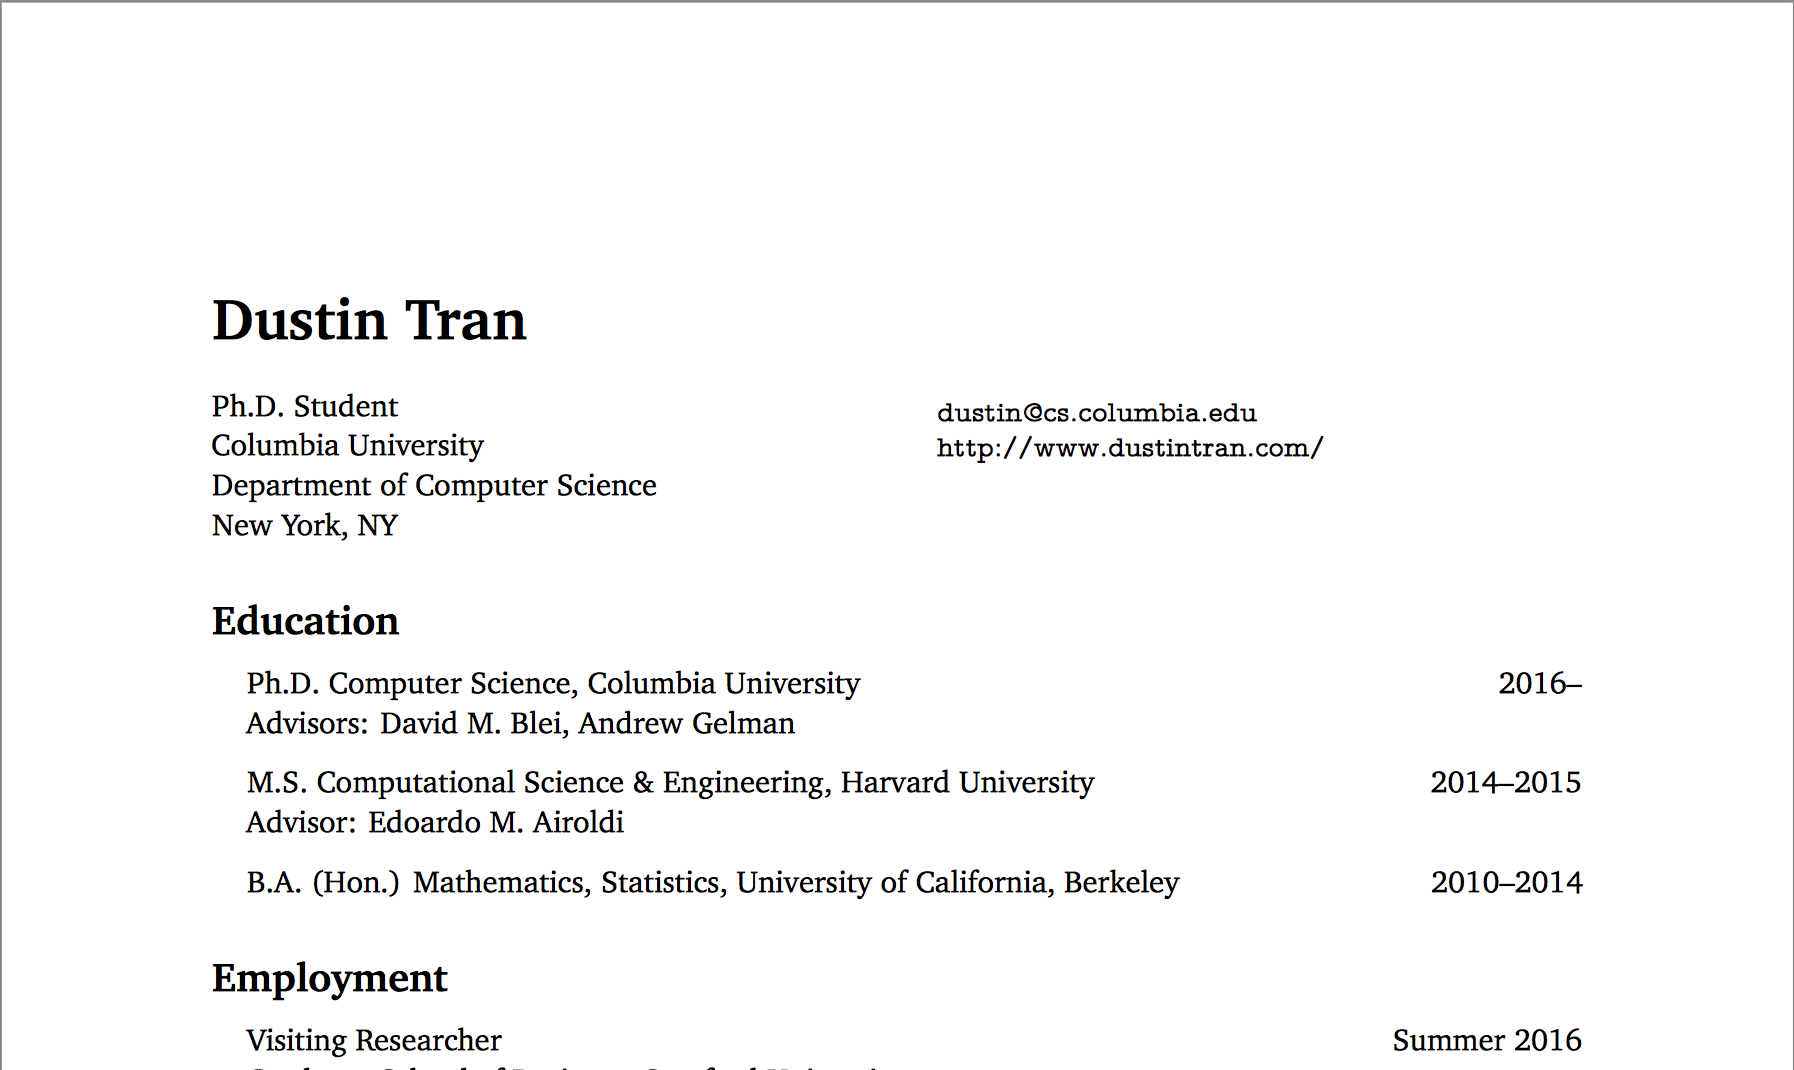 Dustin Tran
Ph.D. Student
Columbia University
Department of Computer Science
New York, NY
dustin@cs.columbia.edu
http://www.dustintran.com/
Education
Ph.D. Computer Science, Columbia University 2016–
Advisors: David M. Blei, Andrew Gelman
M.S. Computational Science & Engineering, Harvard University 2014–2015
Advisor: Edoardo M. Airoldi
B.A. (Hon.) Mathematics, Statistics, University of California, Berkeley 2010–2014
Employment
Visiting Researcher Summer 2016